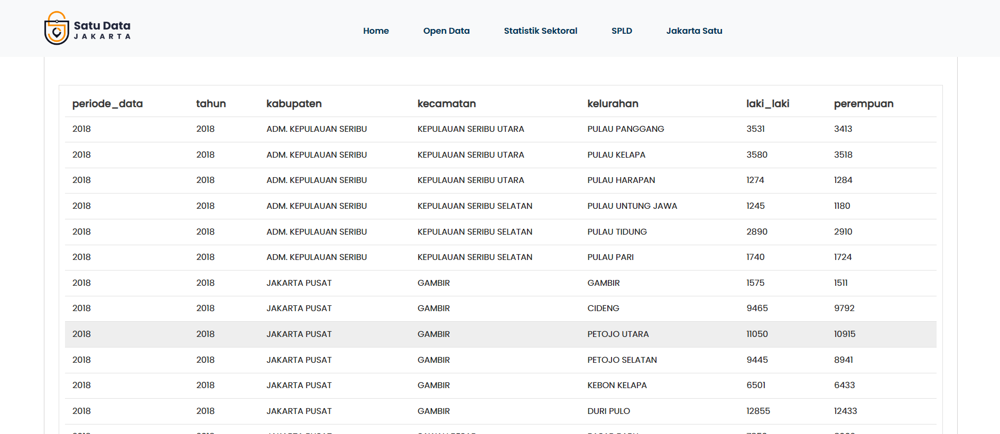 Satu Data
JAKARTA
Home Open Data Statistik Sektoral SPLD Jakarta Satu
periode_data tahun kabupaten kecamatan kelurahan laki_laki perempuan
2018 2018 ADM. KEPULAUAN SERIBU KEPULAUAN SERIBU UTARA PULAU PANGGANG 3531 3413
2018 2018 ADM. KEPULAUAN SERIBU KEPULAUAN SERIBU UTARA PULAU KELAPA 3580 3518
2018 2018 ADM. KEPULAUAN SERIBU KEPULAUAN SERIBU UTARA PULAU HARAPAN 1274 1284
2018 2018 ADM. KEPULAUAN SERIBU KEPULAUAN SERIBU SELATAN PULAU UNTUNG JAWA 1245 1180
2018 2018 ADM. KEPULAUAN SERIBU KEPULAUAN SERIBU SELATAN PULAU TIDUNG 2890 2910
2018 2018 ADM. KEPULAUAN SERIBU KEPULAUAN SERIBU SELATAN PULAU PARI 1740 1724
2018 2018 JAKARTA PUSAT GAMBIR GAMBIR 1575 1511
2018 2018 JAKARTA PUSAT GAMBIR CIDENG 9465 9792
2018 2018 JAKARTA PUSAT GAMBIR PETOJO UTARA 11050 10915
2018 2018 JAKARTA PUSAT GAMBIR PETOJO SELATAN 9445 8941
2018 2018 JAKARTA PUSAT GAMBIR KEBON KELAPA 6501 6433
2018 2018 JAKARTA PUSAT GAMBIR DURI PULO 12855 12433